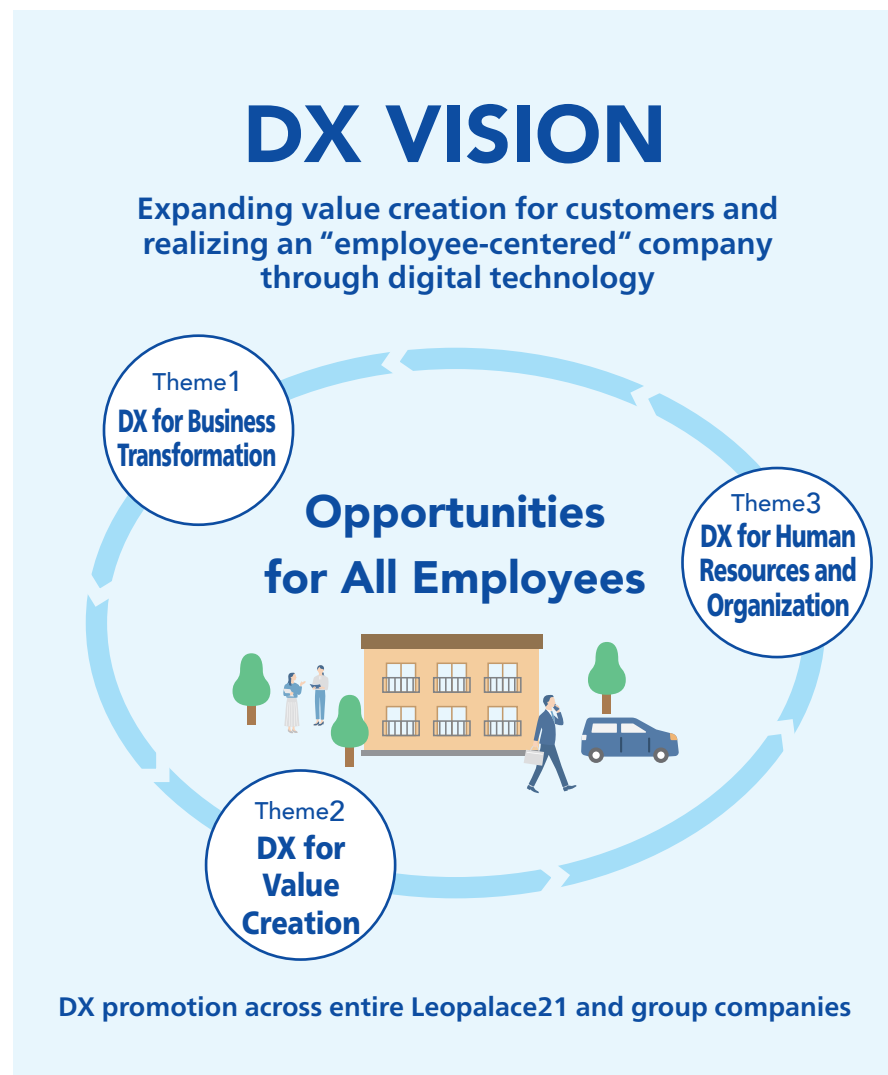 DX VISION
Expanding value creation for customers and
realizing an “employee-centered“ company
through digital technology
Theme1
DX for Business
Transformation
Opportunities
for All Employees
Theme3
DX for Human
Resources and
Organization
Theme2
DX for
Value
Creation
DX promotion across entire Leopalace21 and group companies